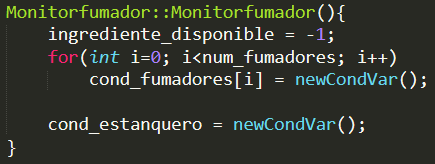 Monitorfumador::Monitorfumador(){
    ingrediente_disponible = -1;
    for(int i=0; i<num_fumadores; i++)
        cond_fumadores[i] = newCondVar();

    cond_estanquero = newCondVar();
}